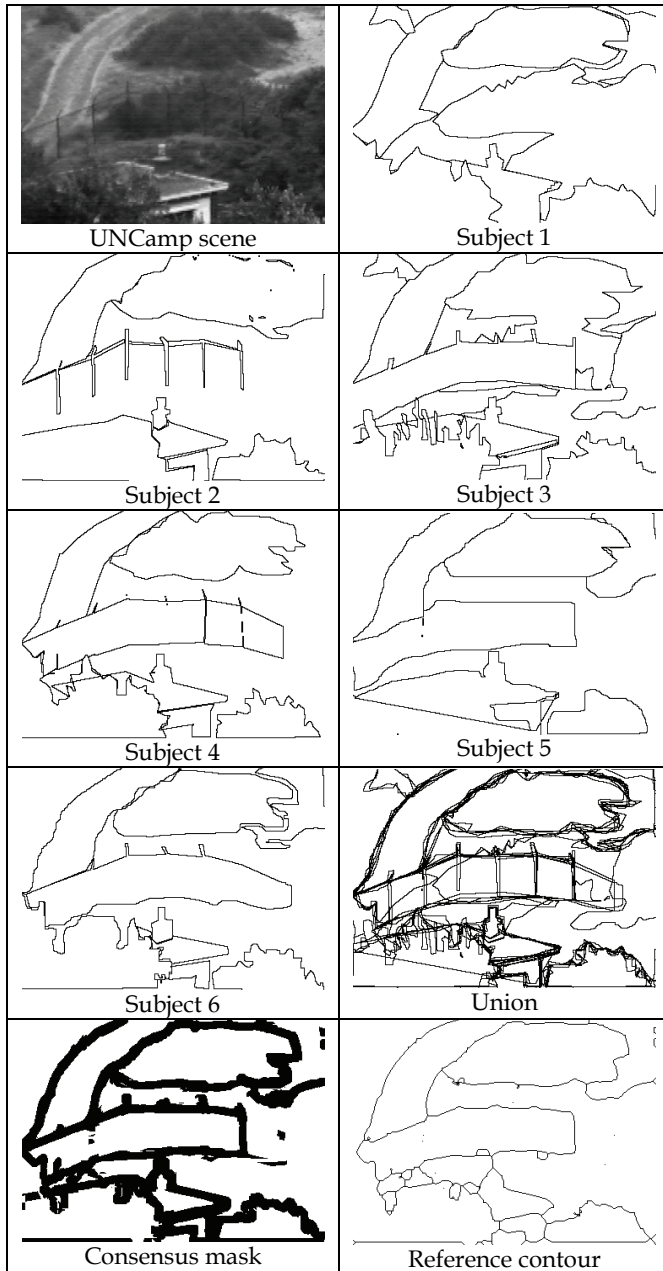 UNCamp scene
Subject 1
Subject 2
Subject 3
Subject 4
Subject 5
Subject 6
Union
Consensus mask
Reference contour